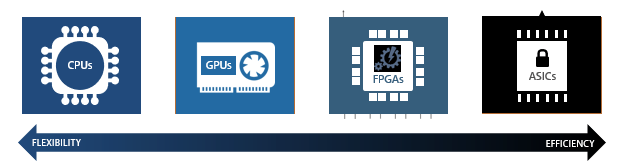 CPUs
GPUs
FPGAs
ASICs
FLEXIBILITY
EFFICIENCY